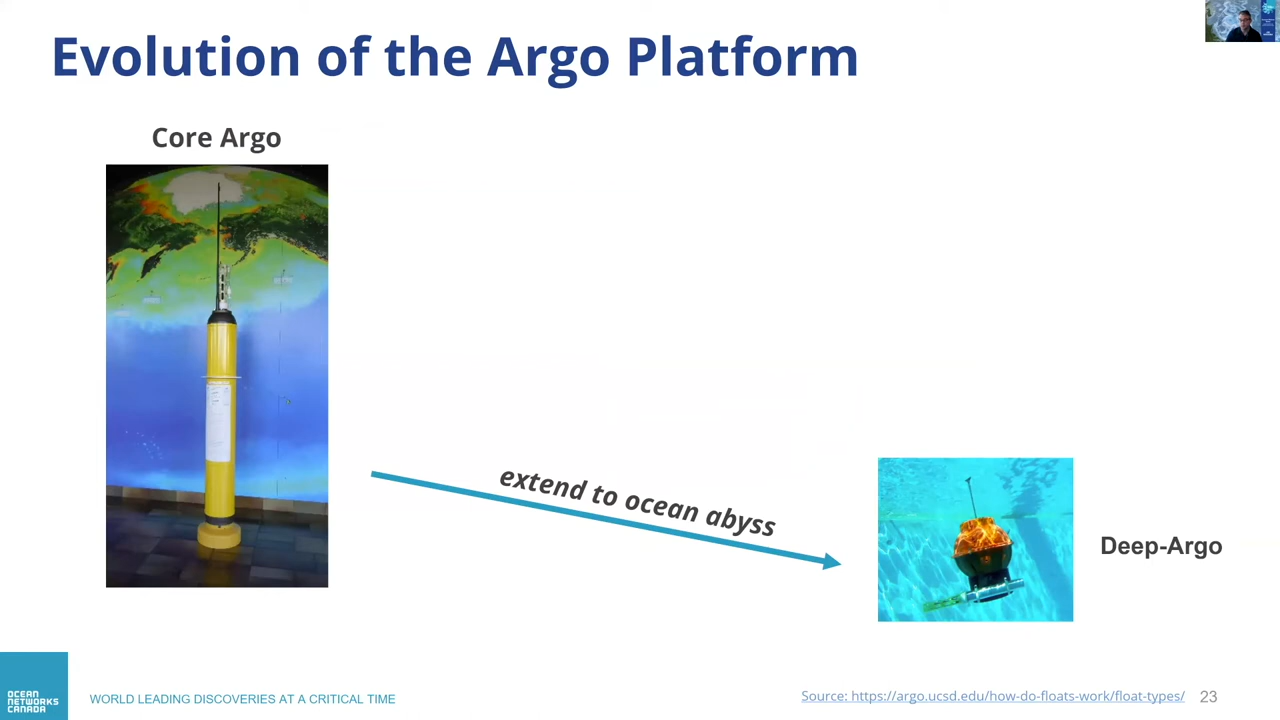 Evolution of the Argo Platform
Core Argo
extend to ocean abyss
Deep-Argo
OCEAN
NETWORKS
CANADA
WORLD LEADING DISCOVERIES AT A CRITICAL TIME
Source: https://argo.ucsd.edu/how-do-floats-work/float-types/
23